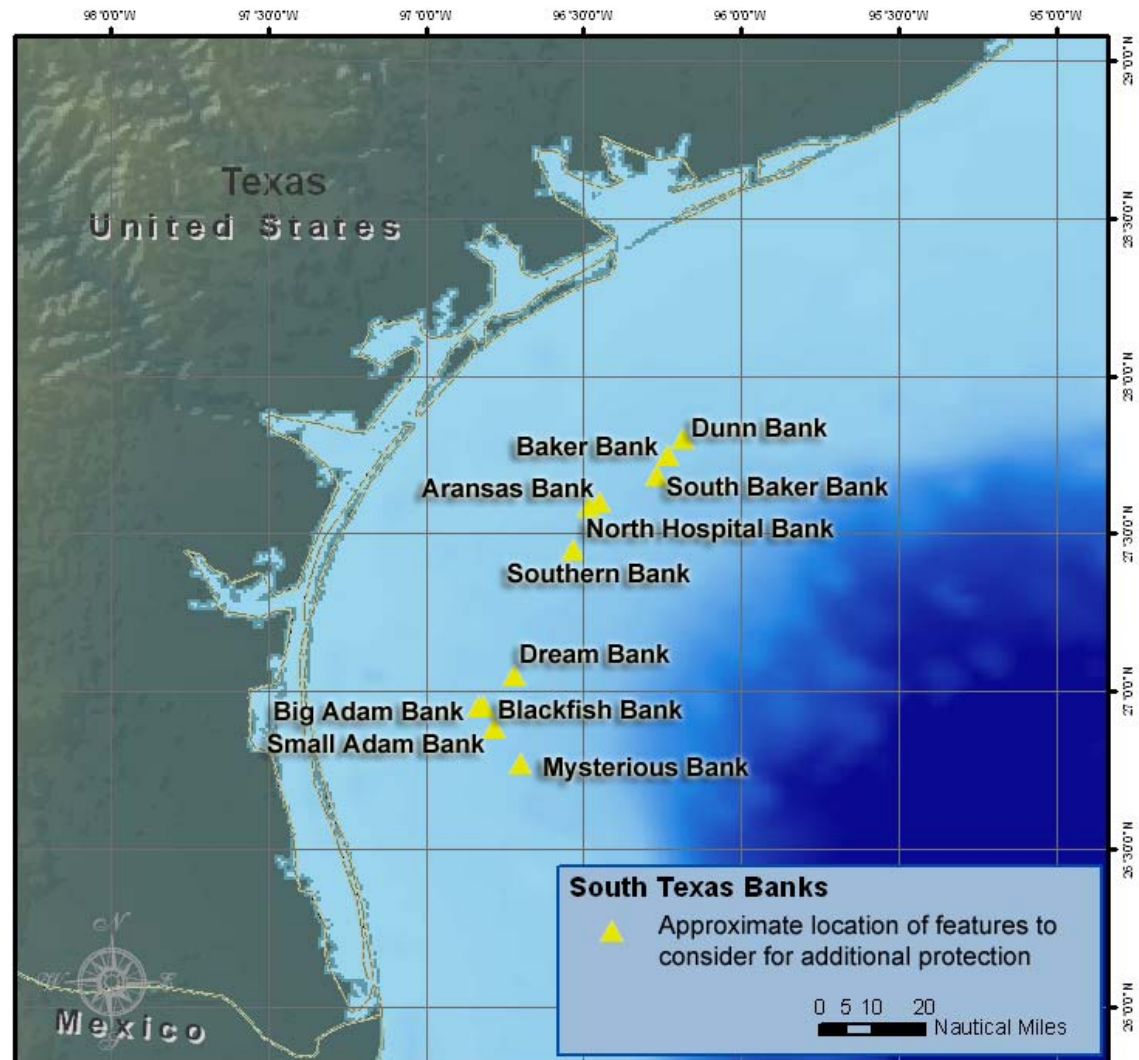 98°0'0"W 97°30'0"W 97°0'0"W 96°30'0"W 96°0'0"W 95°30'0"W 95°0'0"W
29°0'0"N
Texas
United States
28°30'0"N
28°0'0"N
Dunn Bank
Baker Bank
South Baker Bank
Aransas Bank
North Hospital Bank
27°30'0"N
Southern Bank
Dream Bank
27°0'0"N
Big Adam Bank
Blackfish Bank
Small Adam Bank
Mysterious Bank
26°30'0"N
South Texas Banks
Approximate location of features to
consider for additional protection
0 5 10 20
Nautical Miles
26°0'0"N
N
W E
Mexico